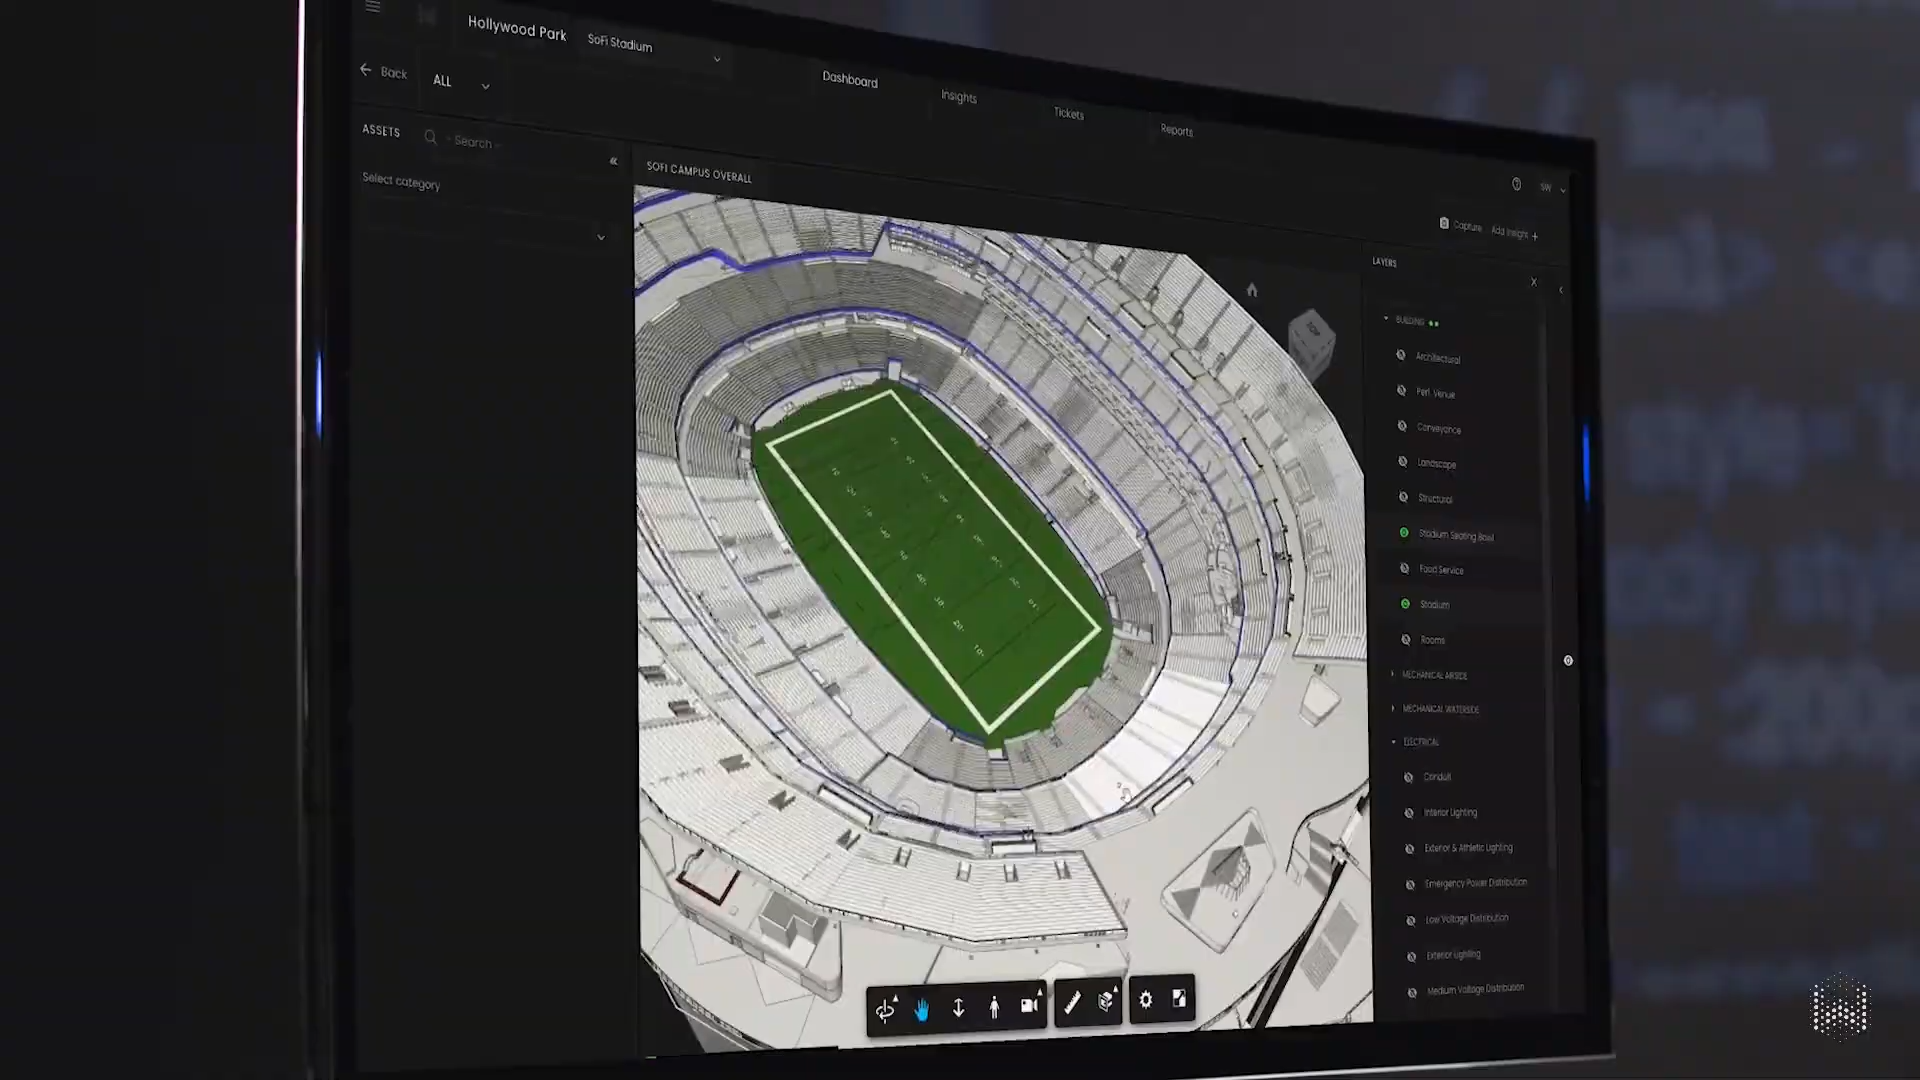 Hollywood Park
SoFi Stadium
Back
ALL
Dashboard
Insights
Tickets
Reports
ASSETS
Search
Select category
SOFI CAMPUS OVERALL
SW
Capture
Add Insight +
LAYERS
TOP
BUILDING
Architectural
Perf. Venue
Conveyance
Landscape
Structural
Stadium Seating Bowl
Food Service
Stadium
Rooms
MECHANICAL AIRSIDE
MECHANICAL WATERSIDE
ELECTRICAL
Conduit
Interior Lighting
Exterior & Athletic Lighting
Emergency Power Distribution
Low Voltage Distribution
Exterior Lighting
Medium Voltage Distribution